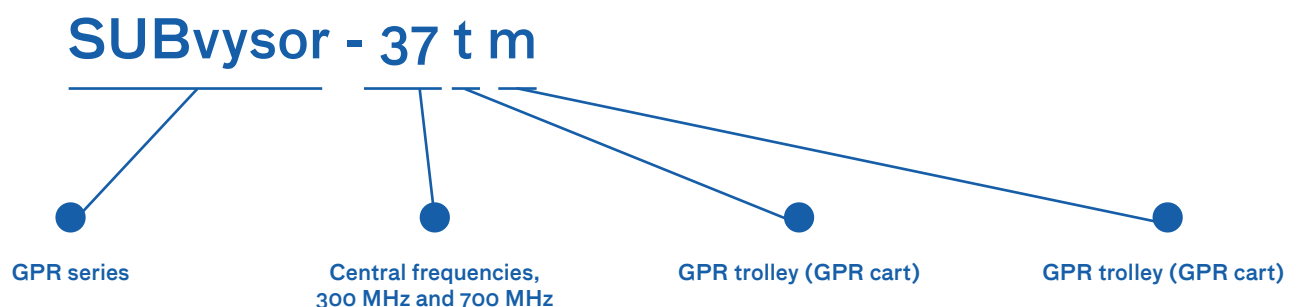 SUBvysor - 37 t m
GPR series
Central frequencies,
300 MHz and 700 MHz
GPR trolley (GPR cart)
GPR trolley (GPR cart)